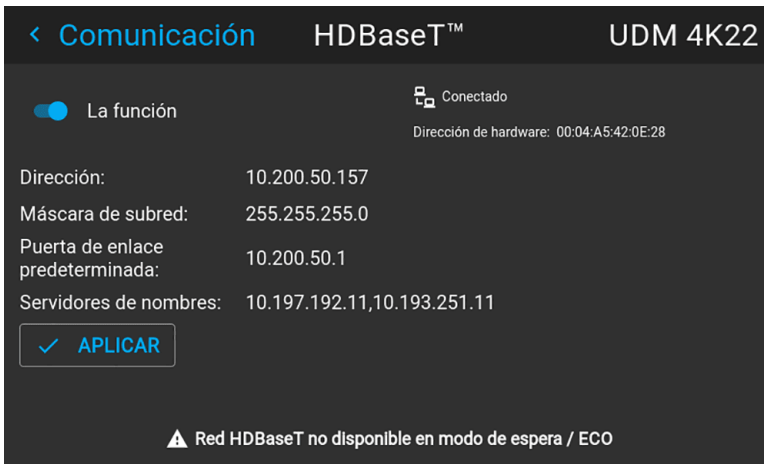 Comunicación HDBaseT™ UDM 4K22
La función
Conectado
Dirección de hardware: 00:04:A5:42:0E:28
Dirección: 10.200.50.157
Máscara de subred: 255.255.255.0
Puerta de enlace
predeterminada: 10.200.50.1
Servidores de nombres: 10.197.192.11,10.193.251.11
APLICAR
Red HDBaseT no disponible en modo de espera / ECO